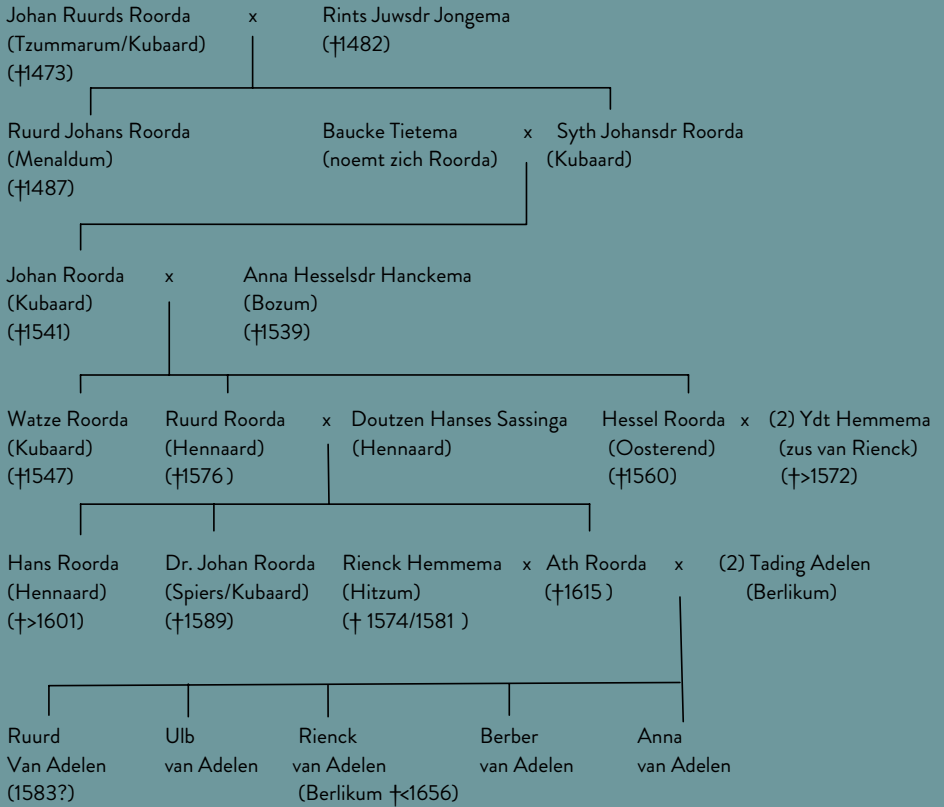 Johan Ruurds Roorda x Rints Juwsdr Jongema
(Tzummarum/Kubaard) (†1482)
(†1473)
Ruurd Johans Roorda Baucke Tietema x Syth Johansdr Roorda
(Menaldum) (noemt zich Roorda) (Kubaard)
(†1487)
Johan Roorda x Anna Hesselsdr Hanckema
(Kubaard) (Bozum)
(†1541) (†1539)
Watze Roorda Ruurd Roorda x Doutzen Hanses Sassinga Hessel Roorda x (2) Ydt Hemmema
(Kubaard) (Hennaard) (Hennaard) (Oosterend) (zus van Rienck)
(†1547) (†1576 ) (†1560) (†>1572)
Hans Roorda Dr. Johan Roorda Rienck Hemmema x Ath Roorda x (2) Tading Adelen
(Hennaard) (Spiers/Kubaard) (Hitzum) (†1615 ) (Berlikum)
(†>1601) (†1589) († 1574/1581 )
Ruurd Ulb Rienck Berber Anna
Van Adelen van Adelen van Adelen van Adelen van Adelen
(1583?) (Berlikum †<1656)